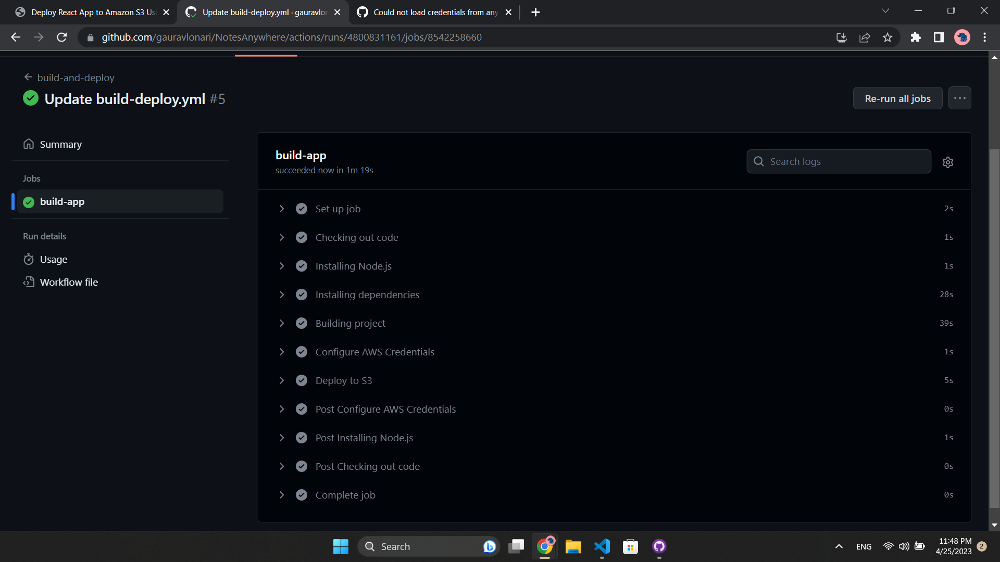 Deploy React App to Amazon S3 Usi
Update build-deploy.yml · gauravlon
Could not load credentials from any
github.com/gauravlonari/NotesAnywhere/actions/runs/4800831161/jobs/8542258660
build-and-deploy
Update build-deploy.yml #5
Re-run all jobs
Summary
Jobs
build-app
Run details
Usage
Workflow file
build-app
succeeded now in 1m 19s
Search logs
Set up job 2s
Checking out code 1s
Installing Node.js 1s
Installing dependencies 28s
Building project 39s
Configure AWS Credentials 1s
Deploy to S3 5s
Post Configure AWS Credentials 0s
Post Installing Node.js 1s
Post Checking out code 0s
Complete job 0s
Search
ENG
11:48 PM
4/25/2023
2